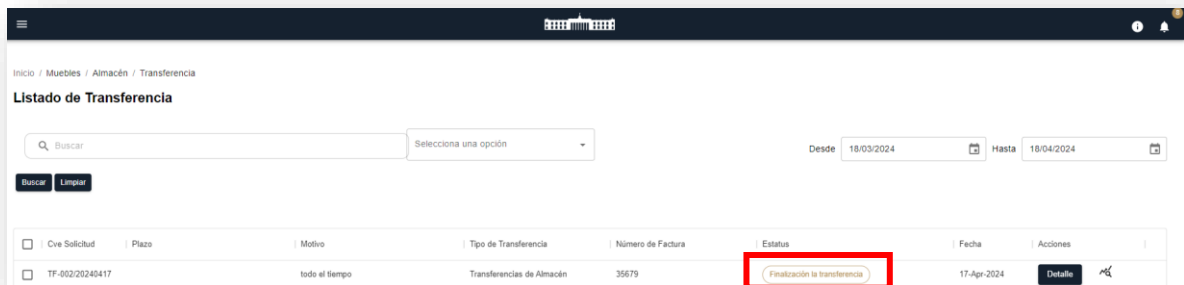 Inicio / Muebles / Almacén / Transferencia
Listado de Transferencia
Buscar
Selecciona una opción
Desde 18/03/2024 Hasta 18/04/2024
Buscar Limpiar
Cve Solicitud Plazo Motivo Tipo de Transferencia Número de Factura Estatus Fecha Acciones
TF-002/20240417 todo el tiempo Transferencias de Almacén 35679 Finalización la transferencia 17-Apr-2024 Detalle